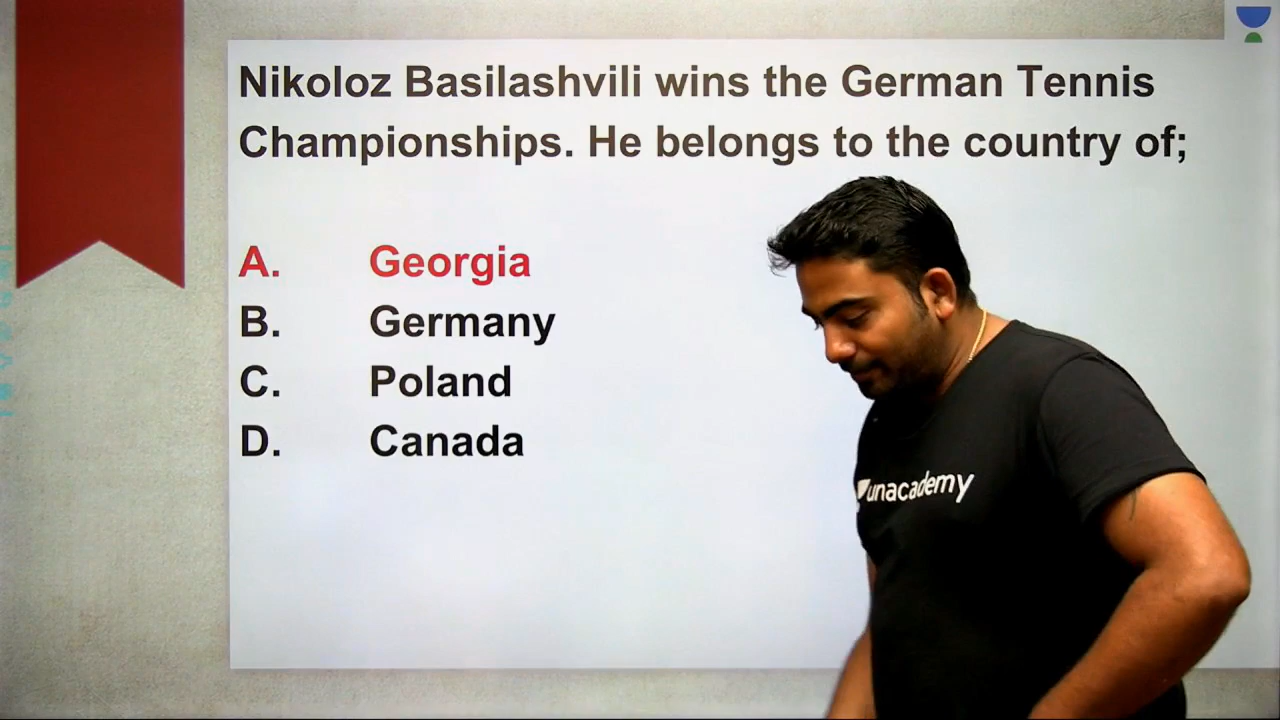 Nikoloz Basilashvili wins the German Tennis
Championships. He belongs to the country of;
A. Georgia
B. Germany
C. Poland
D. Canada
unacademy